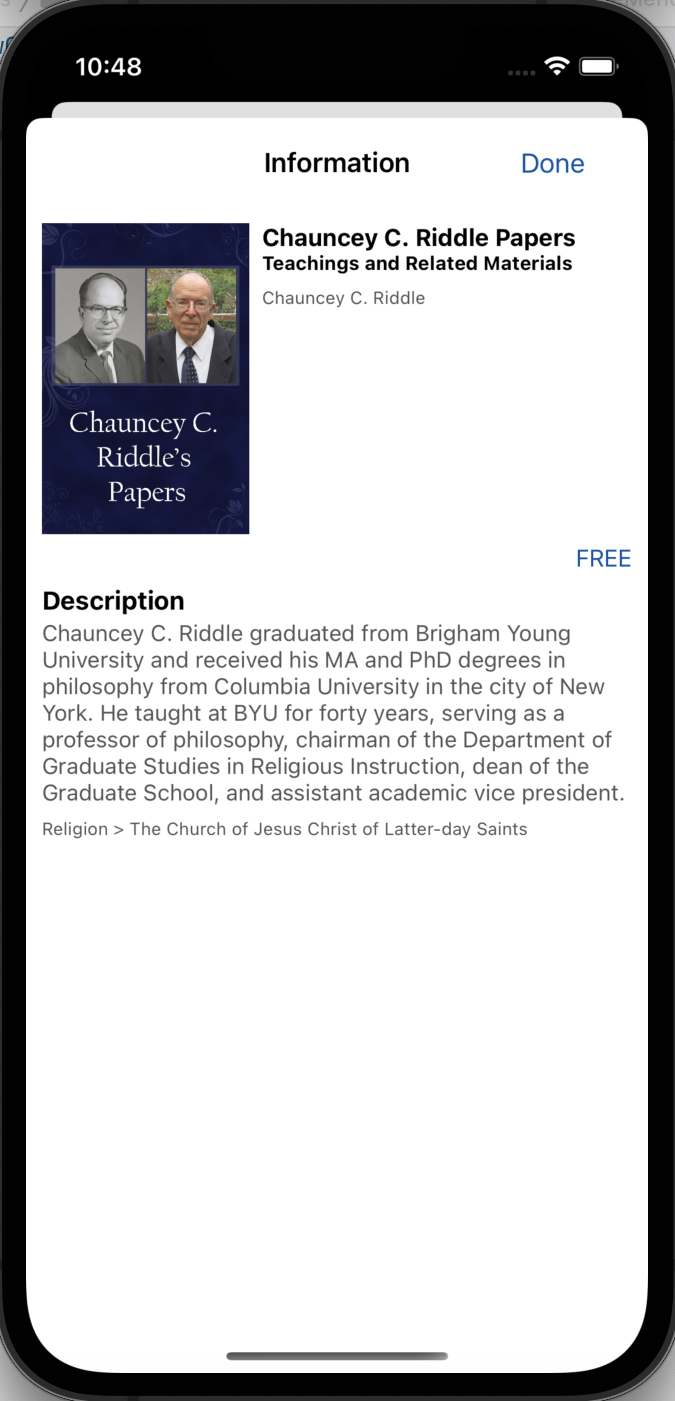 10:48
Information
Done
Chauncey C.
Riddle's
Papers
Chauncey C. Riddle Papers
Teachings and Related Materials
Chauncey C. Riddle
FREE
Description
Chauncey C. Riddle graduated from Brigham Young
University and received his MA and PhD degrees in
philosophy from Columbia University in the city of New
York. He taught at BYU for forty years, serving as a
professor of philosophy, chairman of the Department of
Graduate Studies in Religious Instruction, dean of the
Graduate School, and assistant academic vice president.
Religion > The Church of Jesus Christ of Latter-day Saints